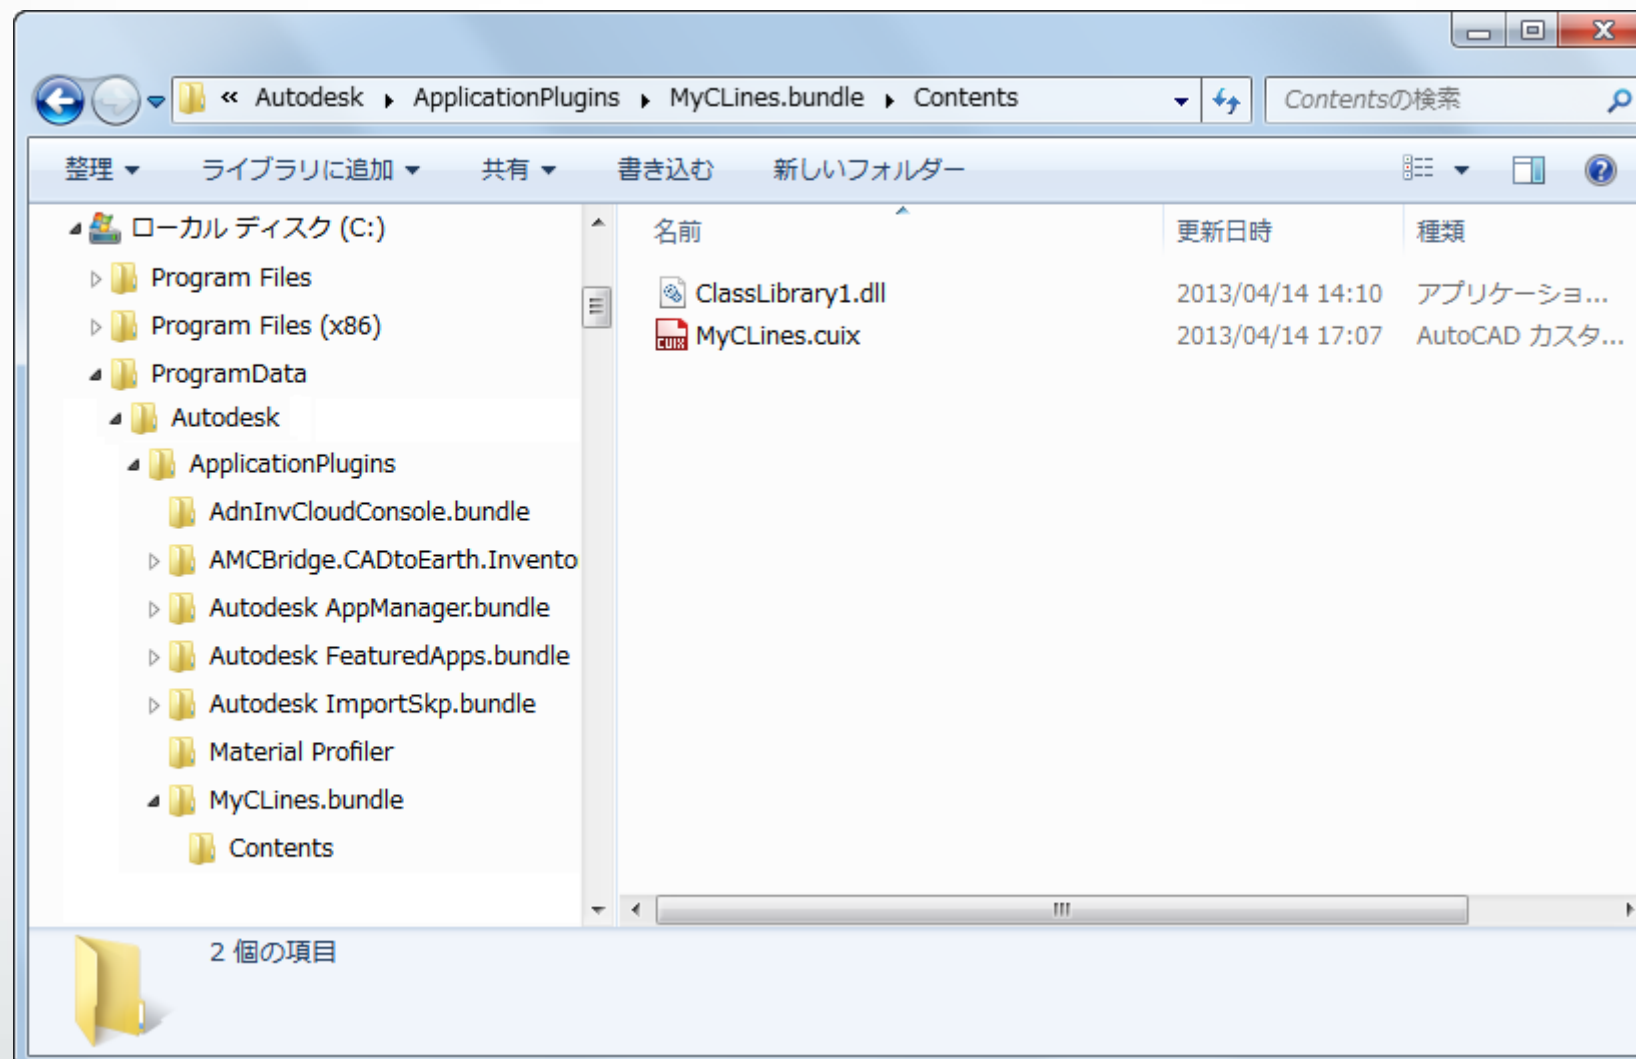 « Autodesk ▸ ApplicationPlugins ▸ MyCLines.bundle ▸ Contents
Contentsの検索
整理 ライブラリに追加 共有 書き込む 新しいフォルダー
ローカル ディスク (C:)
Program Files
Program Files (x86)
ProgramData
Autodesk
ApplicationPlugins
AdnInvCloudConsole.bundle
AMCBridge.CADtoEarth.Invento
Autodesk AppManager.bundle
Autodesk FeaturedApps.bundle
Autodesk ImportSkp.bundle
Material Profiler
MyCLines.bundle
Contents
名前 更新日時 種類
ClassLibrary1.dll 2013/04/14 14:10 アプリケーショ...
CUIX MyCLines.cuix 2013/04/14 17:07 AutoCAD カスタ...
2 個の項目